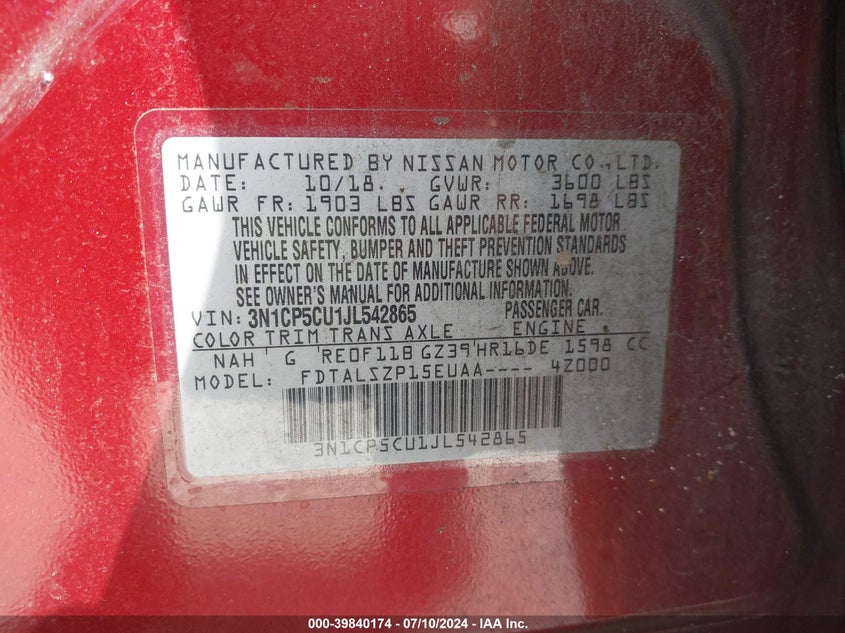 MANUFACTURED BY NISSAN MOTOR CO., LTD.
DATE: 10/18. GVWR: 3600 LBS
GAWR FR: 1903 LBS GAWR RR: 1698 LBS
THIS VEHICLE CONFORMS TO ALL APPLICABLE FEDERAL MOTOR
VEHICLE SAFETY, BUMPER AND THEFT PREVENTION STANDARDS
IN EFFECT ON THE DATE OF MANUFACTURE SHOWN ABOVE.
SEE OWNER'S MANUAL FOR ADDITIONAL INFORMATION.
VIN: 3N1CP5CU1JL542865 PASSENGER CAR.
COLOR TRIM TRANS AXLE ENGINE
NAH G RE0F11B GZ39 HR16DE 1598 CC
MODEL: FDTALSZP15EUAA---- 4Z000
3N1CP5CU1JL542865
000-39840174 / 07/10/2024 / IAA Inc.